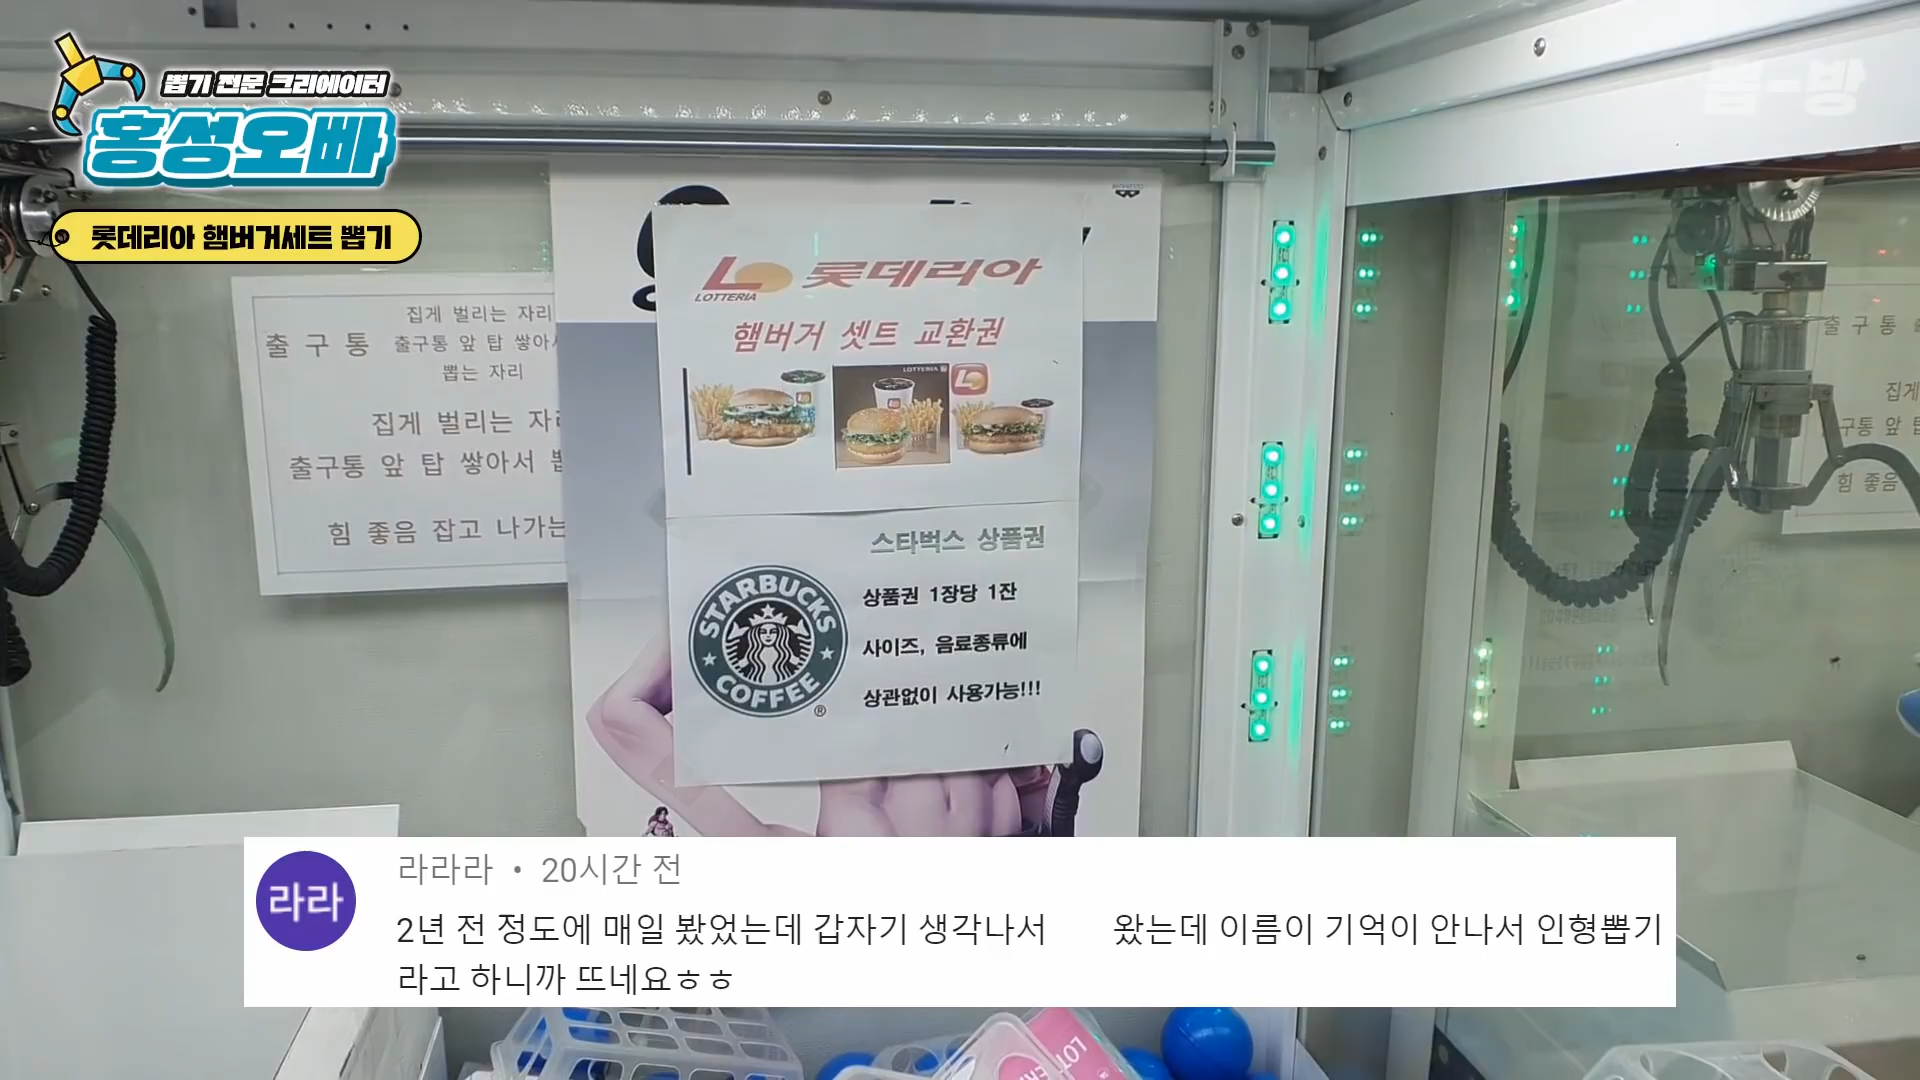 뽑기 전문 크리에이터
홍성오빠
롯데리아 햄버거세트 뽑기
뽑-방
집게 벌리는 자리
출 구 통 출구통 앞 탑 쌓아
뽑는 자리
집게 벌리는 자
출구통 앞 탑 쌓아서
힘 좋음 잡고 나가는
LOTTERIA 롯데리아
햄버거 셋트 교환권
LOTTERIA
스타벅스 상품권
STARBUCKS COFFEE ®
상품권 1장당 1잔
사이즈, 음료종류에
상관없이 사용가능!!!
출 구 통
집게
구통 앞 탑
힘 좋음
라라
라라라 • 20시간 전
2년 전 정도에 매일 봤었는데 갑자기 생각나서 왔는데 이름이 기억이 안나서 인형뽑기
라고 하니까 뜨네요ㅎㅎ